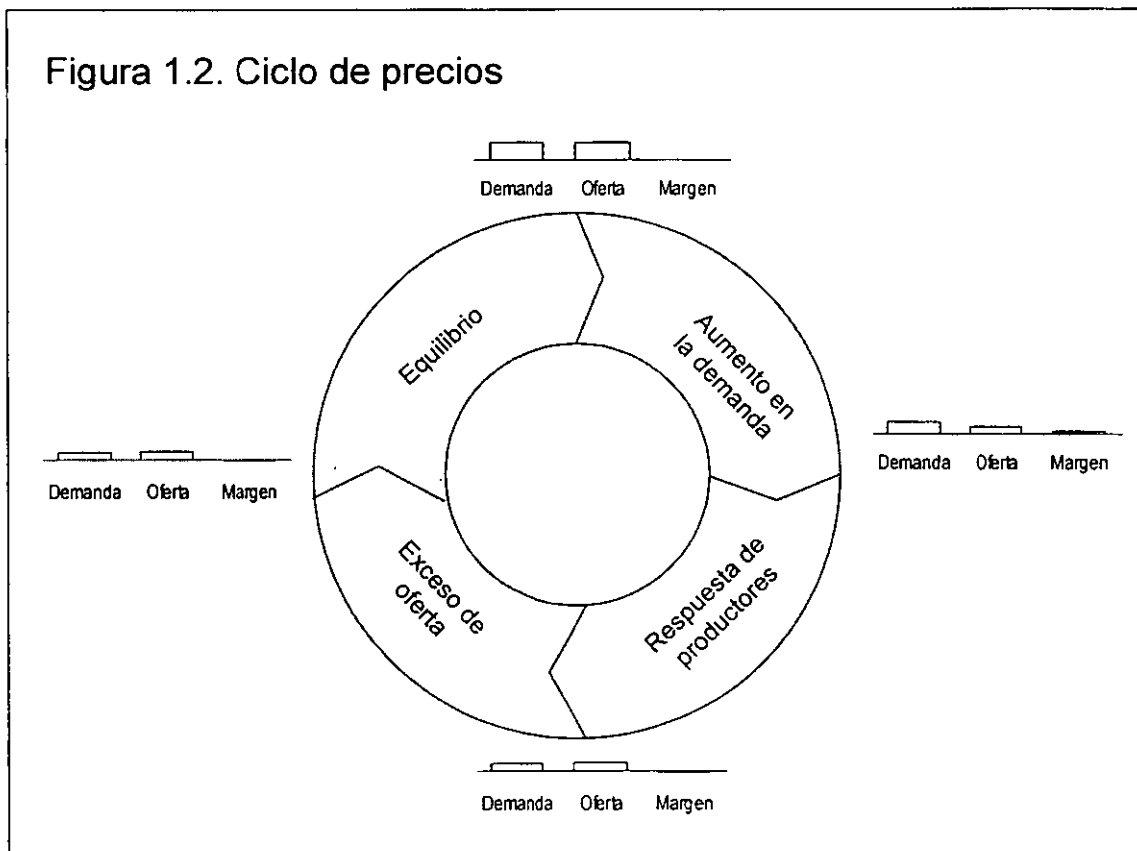 Figura 1.2. Ciclo de precios
Demanda Oferta Margen
Equilibrio
Aumento en
la demanda
Demanda Oferta Margen
Demanda Oferta Margen
Exceso de
oferta
Respuesta de
productores
Demanda Oferta Margen